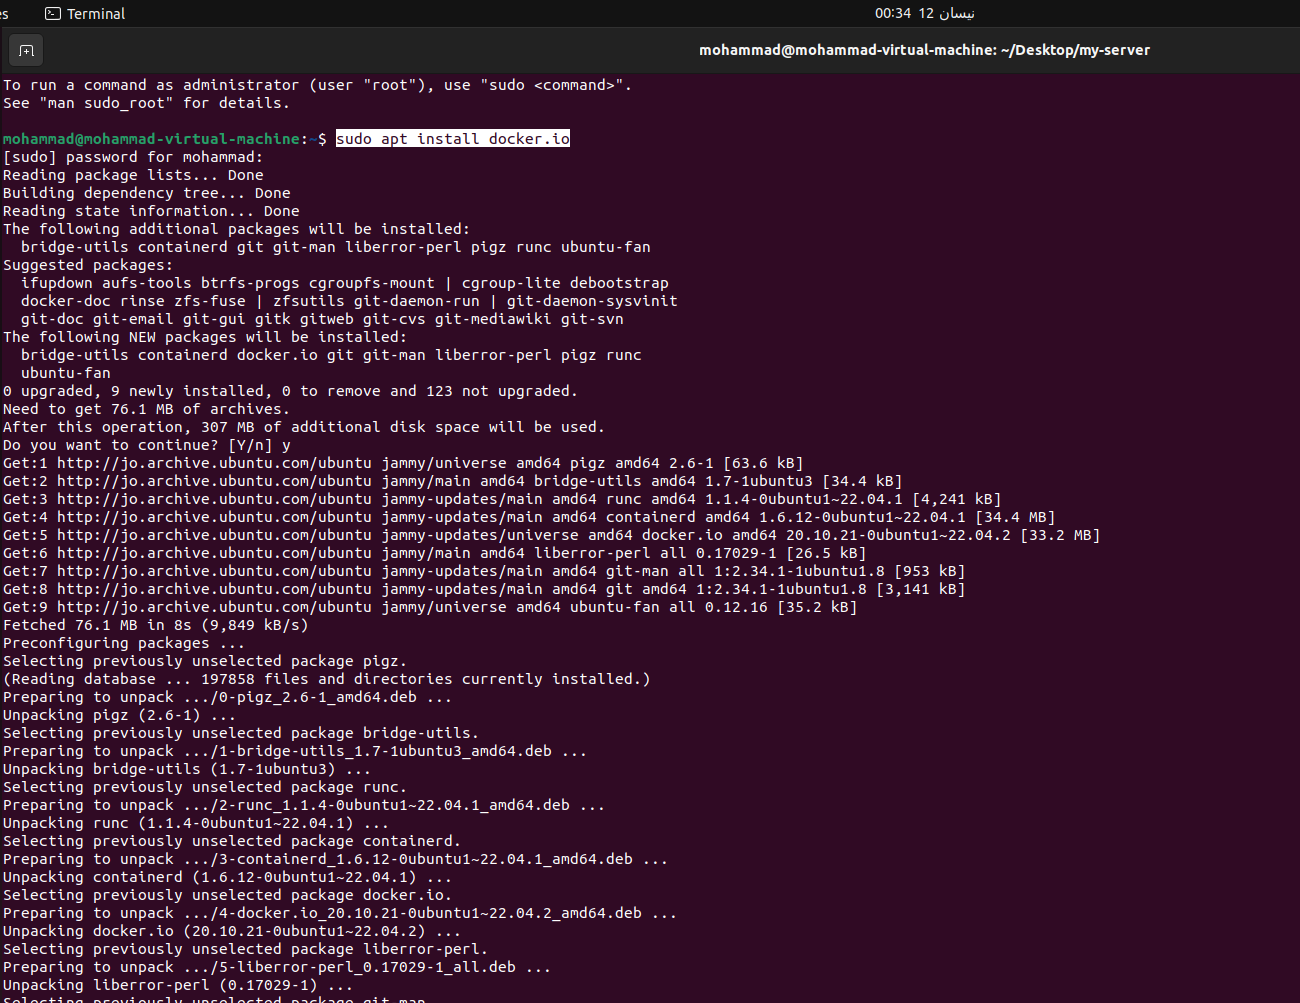 es Terminal 00:34 12 نيسان
mohammad@mohammad-virtual-machine: ~/Desktop/my-server
To run a command as administrator (user "root"), use "sudo <command>".
See "man sudo_root" for details.
mohammad@mohammad-virtual-machine:~$ sudo apt install docker.io
[sudo] password for mohammad:
Reading package lists... Done
Building dependency tree... Done
Reading state information... Done
The following additional packages will be installed:
bridge-utils containerd git git-man liberror-perl pigz runc ubuntu-fan
Suggested packages:
ifupdown aufs-tools btrfs-progs cgroupfs-mount | cgroup-lite debootstrap
docker-doc rinse zfs-fuse | zfsutils git-daemon-run | git-daemon-sysvinit
git-doc git-email git-gui gitk gitweb git-cvs git-mediawiki git-svn
The following NEW packages will be installed:
bridge-utils containerd docker.io git git-man liberror-perl pigz runc
ubuntu-fan
0 upgraded, 9 newly installed, 0 to remove and 123 not upgraded.
Need to get 76.1 MB of archives.
After this operation, 307 MB of additional disk space will be used.
Do you want to continue? [Y/n] y
Get:1 http://jo.archive.ubuntu.com/ubuntu jammy/universe amd64 pigz amd64 2.6-1 [63.6 kB]
Get:2 http://jo.archive.ubuntu.com/ubuntu jammy/main amd64 bridge-utils amd64 1.7-1ubuntu3 [34.4 kB]
Get:3 http://jo.archive.ubuntu.com/ubuntu jammy-updates/main amd64 runc amd64 1.1.4-0ubuntu1~22.04.1 [4,241 kB]
Get:4 http://jo.archive.ubuntu.com/ubuntu jammy-updates/main amd64 containerd amd64 1.6.12-0ubuntu1~22.04.1 [34.4 MB]
Get:5 http://jo.archive.ubuntu.com/ubuntu jammy-updates/universe amd64 docker.io amd64 20.10.21-0ubuntu1~22.04.2 [33.2 MB]
Get:6 http://jo.archive.ubuntu.com/ubuntu jammy/main amd64 liberror-perl all 0.17029-1 [26.5 kB]
Get:7 http://jo.archive.ubuntu.com/ubuntu jammy-updates/main amd64 git-man all 1:2.34.1-1ubuntu1.8 [953 kB]
Get:8 http://jo.archive.ubuntu.com/ubuntu jammy-updates/main amd64 git amd64 1:2.34.1-1ubuntu1.8 [3,141 kB]
Get:9 http://jo.archive.ubuntu.com/ubuntu jammy/universe amd64 ubuntu-fan all 0.12.16 [35.2 kB]
Fetched 76.1 MB in 8s (9,849 kB/s)
Preconfiguring packages ...
Selecting previously unselected package pigz.
(Reading database ... 197858 files and directories currently installed.)
Preparing to unpack .../0-pigz_2.6-1_amd64.deb ...
Unpacking pigz (2.6-1) ...
Selecting previously unselected package bridge-utils.
Preparing to unpack .../1-bridge-utils_1.7-1ubuntu3_amd64.deb ...
Unpacking bridge-utils (1.7-1ubuntu3) ...
Selecting previously unselected package runc.
Preparing to unpack .../2-runc_1.1.4-0ubuntu1~22.04.1_amd64.deb ...
Unpacking runc (1.1.4-0ubuntu1~22.04.1) ...
Selecting previously unselected package containerd.
Preparing to unpack .../3-containerd_1.6.12-0ubuntu1~22.04.1_amd64.deb ...
Unpacking containerd (1.6.12-0ubuntu1~22.04.1) ...
Selecting previously unselected package docker.io.
Preparing to unpack .../4-docker.io_20.10.21-0ubuntu1~22.04.2_amd64.deb ...
Unpacking docker.io (20.10.21-0ubuntu1~22.04.2) ...
Selecting previously unselected package liberror-perl.
Preparing to unpack .../5-liberror-perl_0.17029-1_all.deb ...
Unpacking liberror-perl (0.17029-1) ...
Selecting previously unselected package git-man.